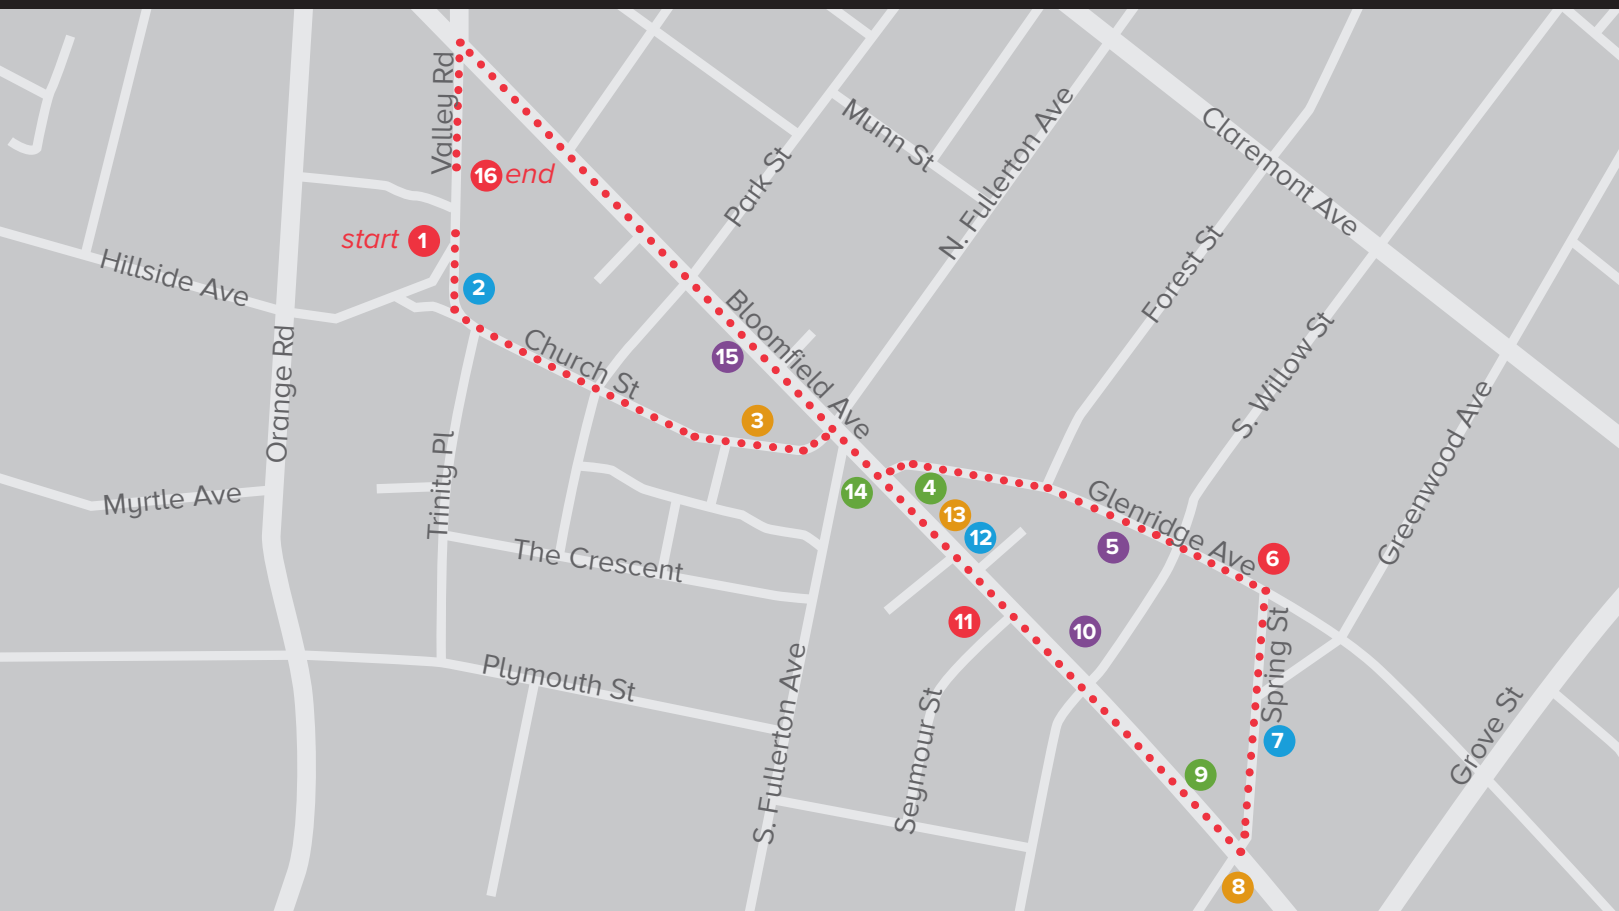 Valley Rd
16 end
start 1
2
Hillside Ave
Orange Rd
Church St
Park St
Munn St
N. Fullerton Ave
Claremont Ave
Forest St
S. Willow St
Greenwood Ave
Bloomfield Ave
15
3
Trinity Pl
Myrtle Ave
The Crescent
14
4
13
12
Glenridge Ave
5
6
11
10
Spring St
Plymouth St
S. Fullerton Ave
Seymour St
7
9
Grove St
8